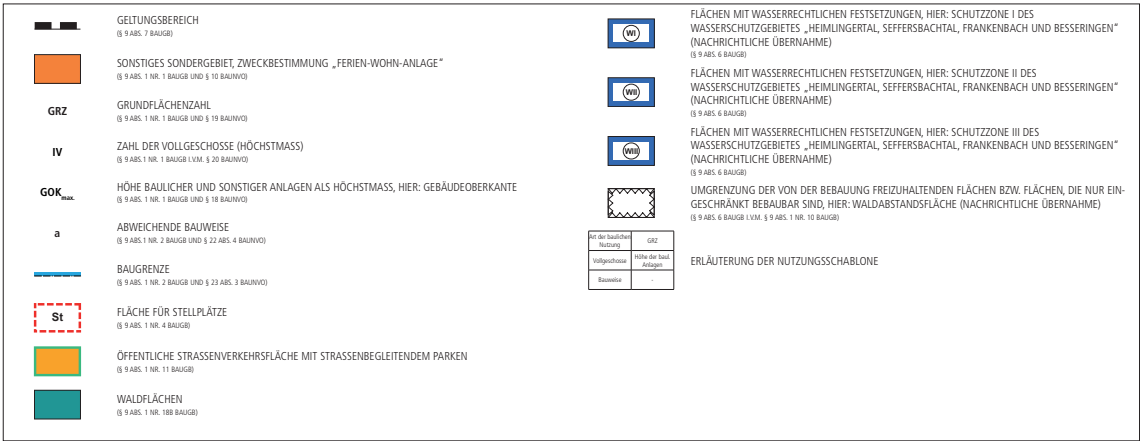 GELTUNGSBEREICH
(§ 9 ABS. 7 BAUGB)
SONSTIGES SONDERGEBIET, ZWECKBESTIMMUNG „FERIEN-WOHN-ANLAGE“
(§ 9 ABS. 1 NR. 1 BAUGB UND § 10 BAUNVO)
GRZ
GRUNDFLÄCHENZAHL
(§ 9 ABS. 1 NR. 1 BAUGB UND § 19 BAUNVO)
IV
ZAHL DER VOLLGESCHOSSE (HÖCHSTMASS)
(§ 9 ABS.1 NR. 1 BAUGB I.V.M. § 20 BAUNVO)
GOKmax.
HÖHE BAULICHER UND SONSTIGER ANLAGEN ALS HÖCHSTMASS, HIER: GEBÄUDEOBERKANTE
(§ 9 ABS. 1 NR. 1 BAUGB UND § 18 BAUNVO)
a
ABWEICHENDE BAUWEISE
(§ 9 ABS.1 NR. 2 BAUGB UND § 22 ABS. 4 BAUNVO)
BAUGRENZE
(§ 9 ABS. 1 NR. 2 BAUGB UND § 23 ABS. 3 BAUNVO)
St
FLÄCHE FÜR STELLPLÄTZE
(§ 9 ABS. 1 NR. 4 BAUGB)
ÖFFENTLICHE STRASSENVERKEHRSFLÄCHE MIT STRASSENBEGLEITENDEM PARKEN
(§ 9 ABS. 1 NR. 11 BAUGB)
WALDFLÄCHEN
(§ 9 ABS. 1 NR. 18B BAUGB)
WI
FLÄCHEN MIT WASSERRECHTLICHEN FESTSETZUNGEN, HIER: SCHUTZZONE I DES
WASSERSCHUTZGEBIETES „HEIMLINGERTAL, SEFFERSBACHTAL, FRANKENBACH UND BESSERINGEN“
(NACHRICHTLICHE ÜBERNAHME)
(§ 9 ABS. 6 BAUGB)
WII
FLÄCHEN MIT WASSERRECHTLICHEN FESTSETZUNGEN, HIER: SCHUTZZONE II DES
WASSERSCHUTZGEBIETES „HEIMLINGERTAL, SEFFERSBACHTAL, FRANKENBACH UND BESSERINGEN“
(NACHRICHTLICHE ÜBERNAHME)
(§ 9 ABS. 6 BAUGB)
WIII
FLÄCHEN MIT WASSERRECHTLICHEN FESTSETZUNGEN, HIER: SCHUTZZONE III DES
WASSERSCHUTZGEBIETES „HEIMLINGERTAL, SEFFERSBACHTAL, FRANKENBACH UND BESSERINGEN“
(NACHRICHTLICHE ÜBERNAHME)
(§ 9 ABS. 6 BAUGB)
UMGRENZUNG DER VON DER BEBAUUNG FREIZUHALTENDEN FLÄCHEN BZW. FLÄCHEN, DIE NUR EIN-
GESCHRÄNKT BEBAUBAR SIND, HIER: WALDABSTANDSFLÄCHE (NACHRICHTLICHE ÜBERNAHME)
(§ 9 ABS. 6 BAUGB I.V.M. § 9 ABS. 1 NR. 10 BAUGB)
Art der baulichen
Nutzung
GRZ
Vollgeschosse
Höhe der baul.
Anlagen
Bauweise
-
ERLÄUTERUNG DER NUTZUNGSSCHABLONE